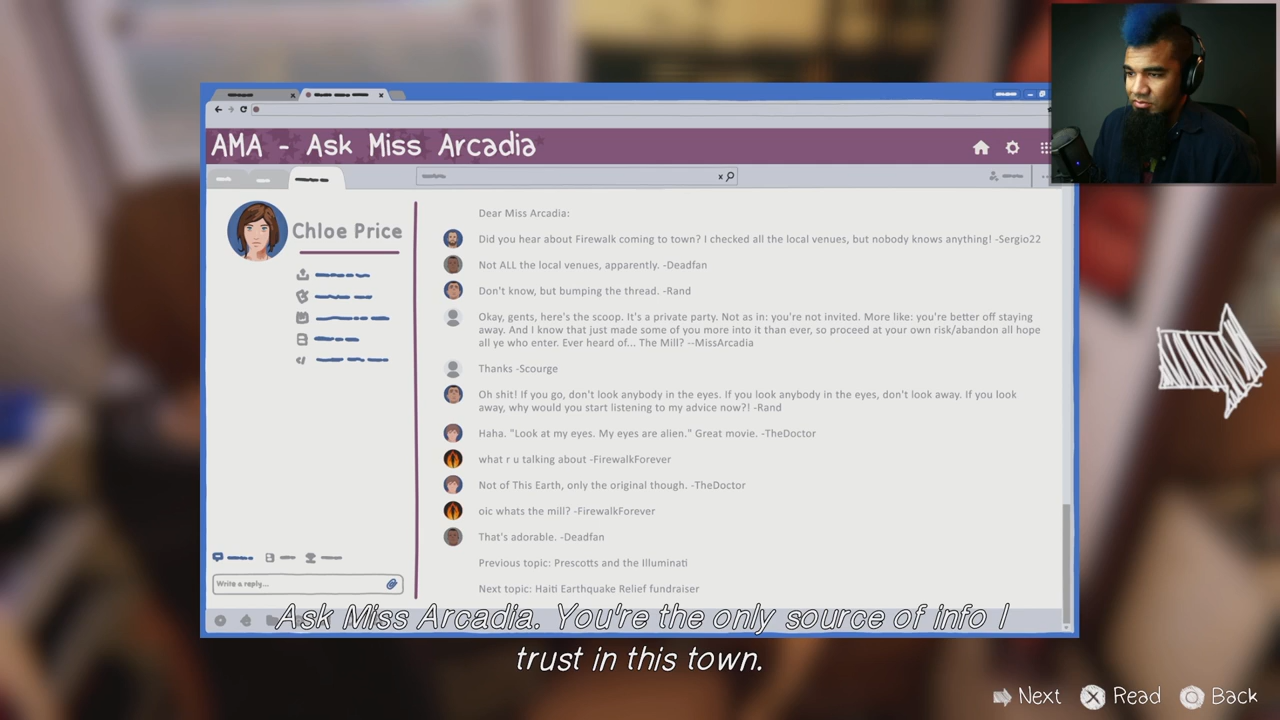 AMA - Ask Miss Arcadia
Chloe Price
Dear Miss Arcadia:
Did you hear about Firewalk coming to town? I checked all the local venues, but nobody knows anything! -Sergio22
Not ALL the local venues, apparently. -Deadfan
Don't know, but bumping the thread. -Rand
Okay, gents, here's the scoop. It's a private party. Not as in: you're not invited. More like: you're better off staying
away. And I know that just made some of you more into it than ever, so proceed at your own risk/abandon all hope
all ye who enter. Ever heard of... The Mill? --MissArcadia
Thanks -Scourge
Oh shit! If you go, don't look anybody in the eyes. If you look anybody in the eyes, don't look away. If you look
away, why would you start listening to my advice now?! -Rand
Haha. "Look at my eyes. My eyes are alien." Great movie. -TheDoctor
what r u talking about -FirewalkForever
Not of This Earth, only the original though. -TheDoctor
oic whats the mill? -FirewalkForever
That's adorable. -Deadfan
Previous topic: Prescotts and the Illuminati
Next topic: Haiti Earthquake Relief fundraiser
Write a reply...
Ask Miss Arcadia. You're the only source of info I
trust in this town.
Next X Read O Back